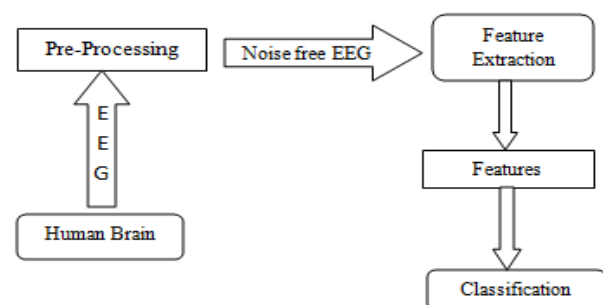 Pre-Processing
Noise free EEG
Feature
Extraction
E
E
G
Features
Human Brain
Classification